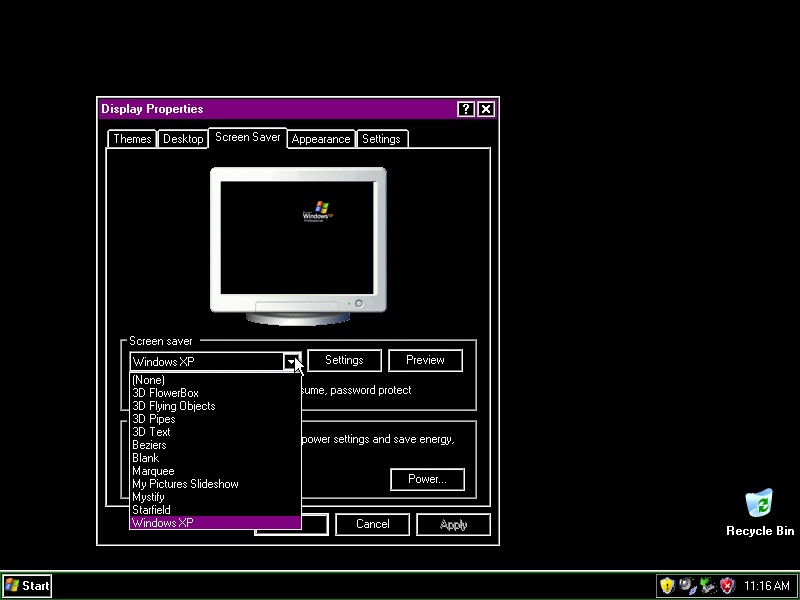 Display Properties
Themes Desktop Screen Saver Appearance Settings
Windows xp
Professional
Screen saver
Windows XP Settings Preview
(None)
3D FlowerBox
sume, password protect
3D Flying Objects
3D Pipes
3D Text
power settings and save energy,
Beziers
Blank
Marquee
My Pictures Slideshow
Power...
Mystify
Starfield
Windows XP
Cancel Apply
Recycle Bin
Start 11:16 AM